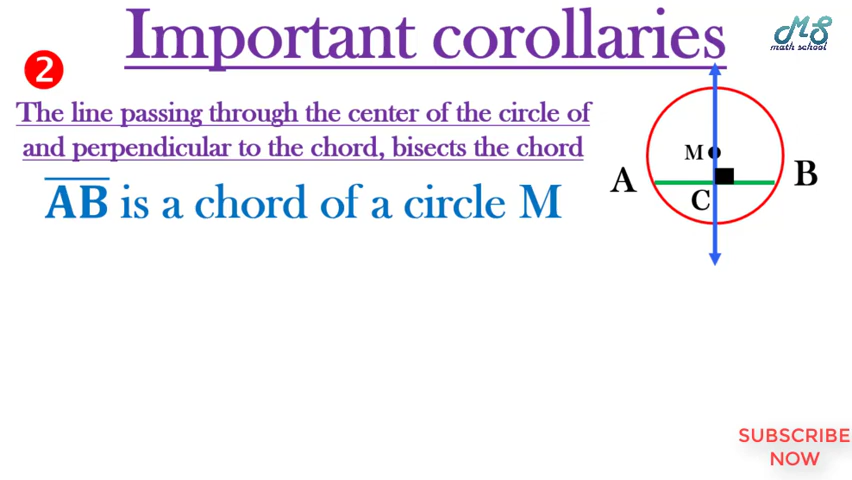 Important corollaries
MS
math school
2
The line passing through the center of the circle of
and perpendicular to the chord, bisects the chord
AB is a chord of a circle M
M
A
B
C
SUBSCRIBE
NOW